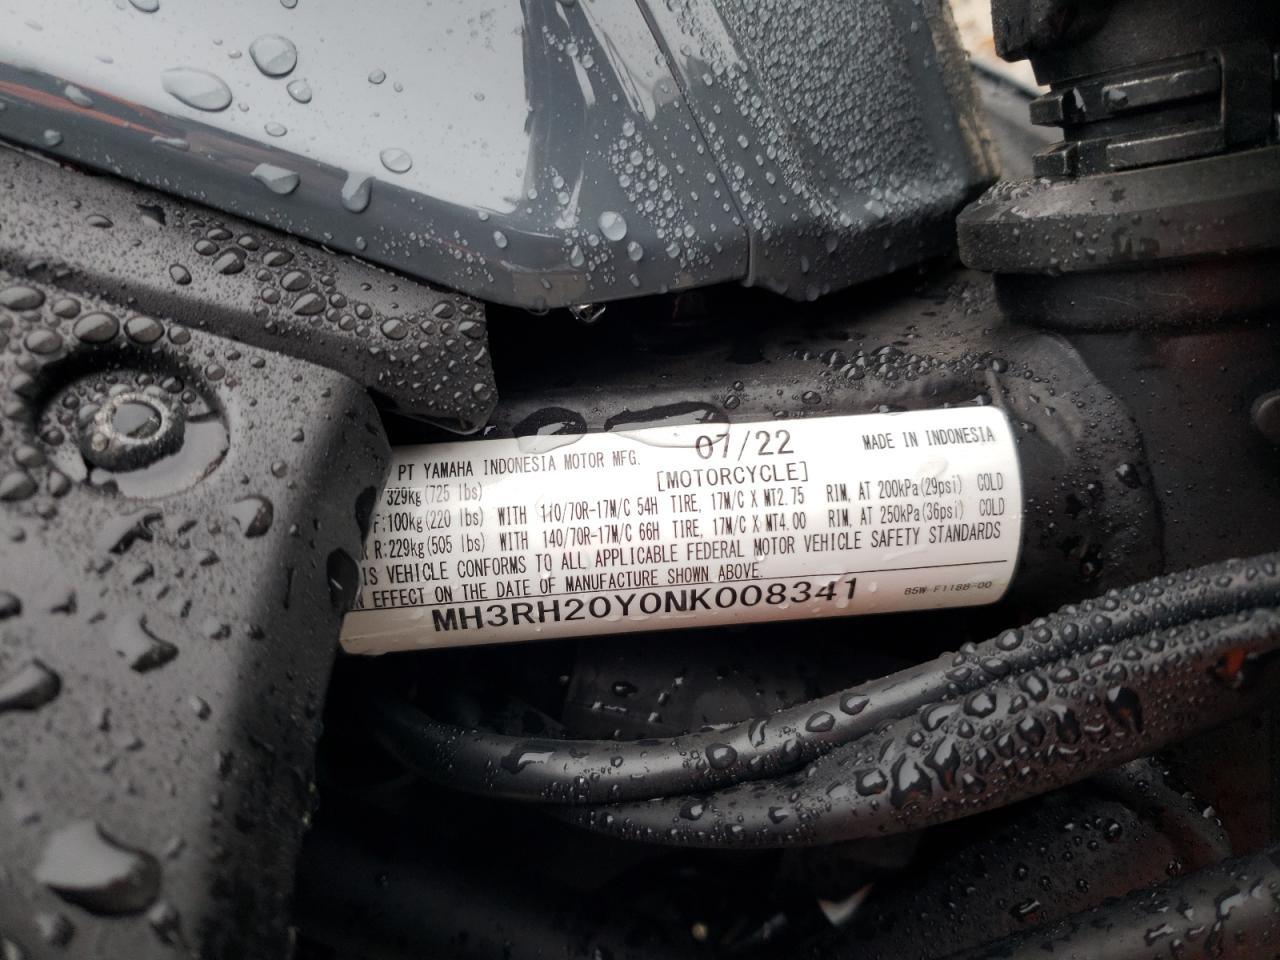 PT YAMAHA INDONESIA MOTOR MFG. 07/22 MADE IN INDONESIA
329kg (725 lbs) [MOTORCYCLE]
:100kg (220 lbs) WITH 110/70R-17M/C 54H TIRE, 17M/C X MT2.75 RIM, AT 200kPa (29psi) COLD
R:229kg (505 lbs) WITH 140/70R-17M/C 66H TIRE, 17M/C X MT4.00 RIM, AT 250kPa (36psi) COLD
IS VEHICLE CONFORMS TO ALL APPLICABLE FEDERAL MOTOR VEHICLE SAFETY STANDARDS
N EFFECT ON THE DATE OF MANUFACTURE SHOWN ABOVE.
MH3RH20Y0NK008341 B5W-F118B-00